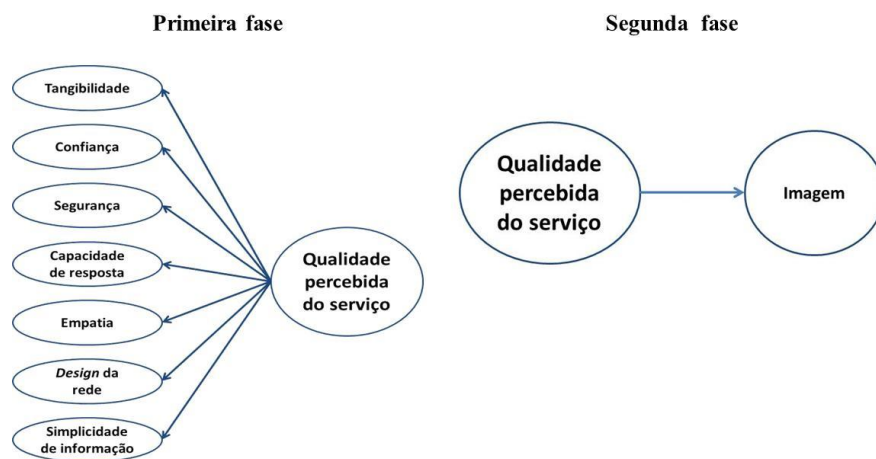 Primeira fase
Tangibilidade
Confiança
Segurança
Capacidade
de resposta
Empatia
Design da
rede
Simplicidade
de informação
Qualidade
percebida
do serviço
Segunda fase
Qualidade
percebida
do serviço
Imagem